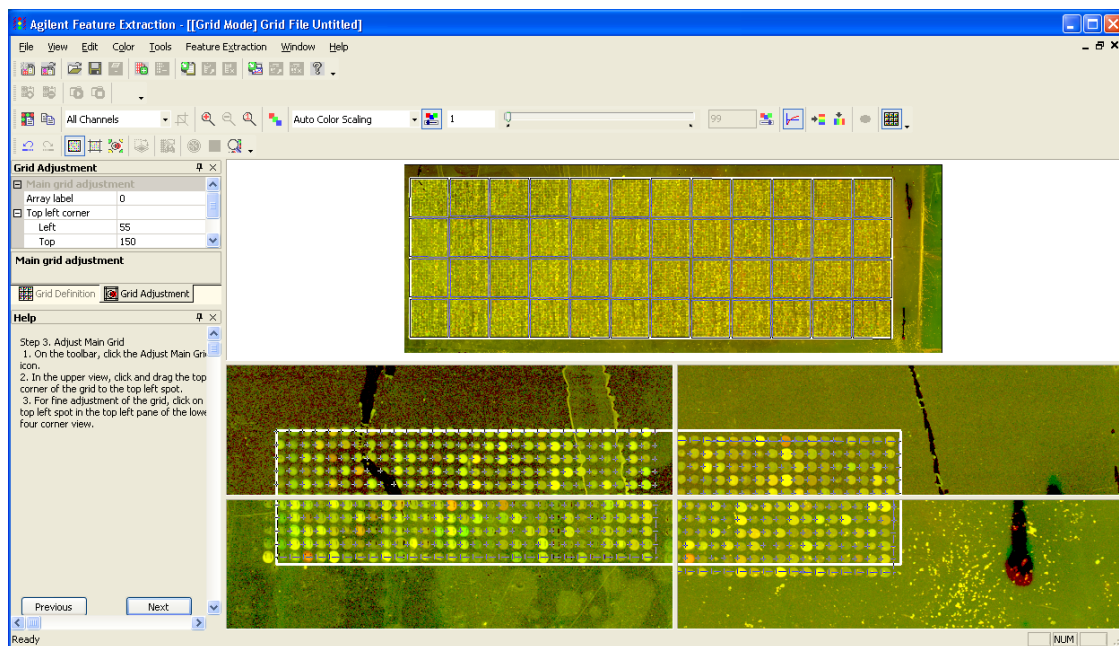 Agilent Feature Extraction - [[Grid Mode] Grid File Untitled]
File View Edit Color Tools Feature Extraction Window Help
All Channels Auto Color Scaling 1 99
Grid Adjustment
Main grid adjustment
Array label 0
Top left corner
Left 55
Top 150
Main grid adjustment
Grid Definition Grid Adjustment
Help
Step 3. Adjust Main Grid
1. On the toolbar, click the Adjust Main Gri
icon.
2. In the upper view, click and drag the top
corner of the grid to the top left spot.
3. For fine adjustment of the grid, click on
top left spot in the top left pane of the lowe
four corner view.
Previous Next
Ready NUM